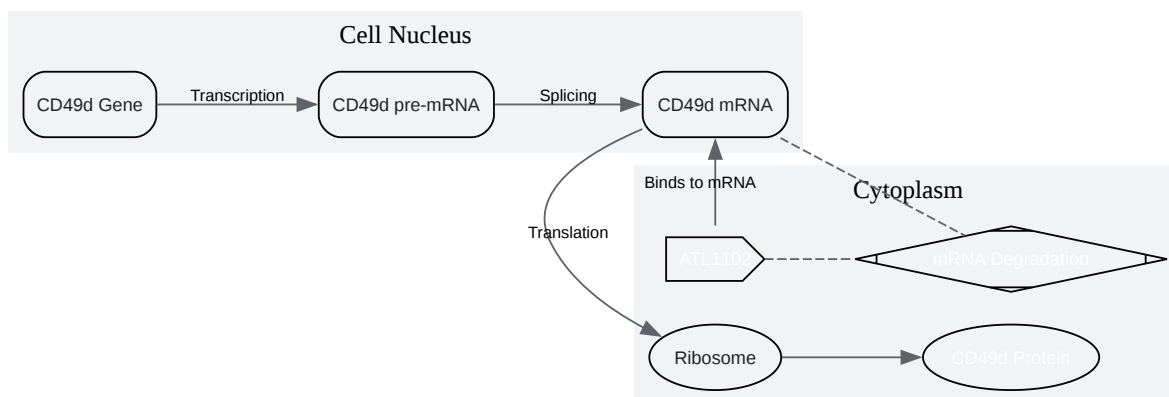 Cell Nucleus
CD49d Gene
Transcription
CD49d pre-mRNA
Splicing
CD49d mRNA
Binds to mRNA
Cytoplasm
Translation
ATL1102
mRNA Degradation
Ribosome
CD49d Protein